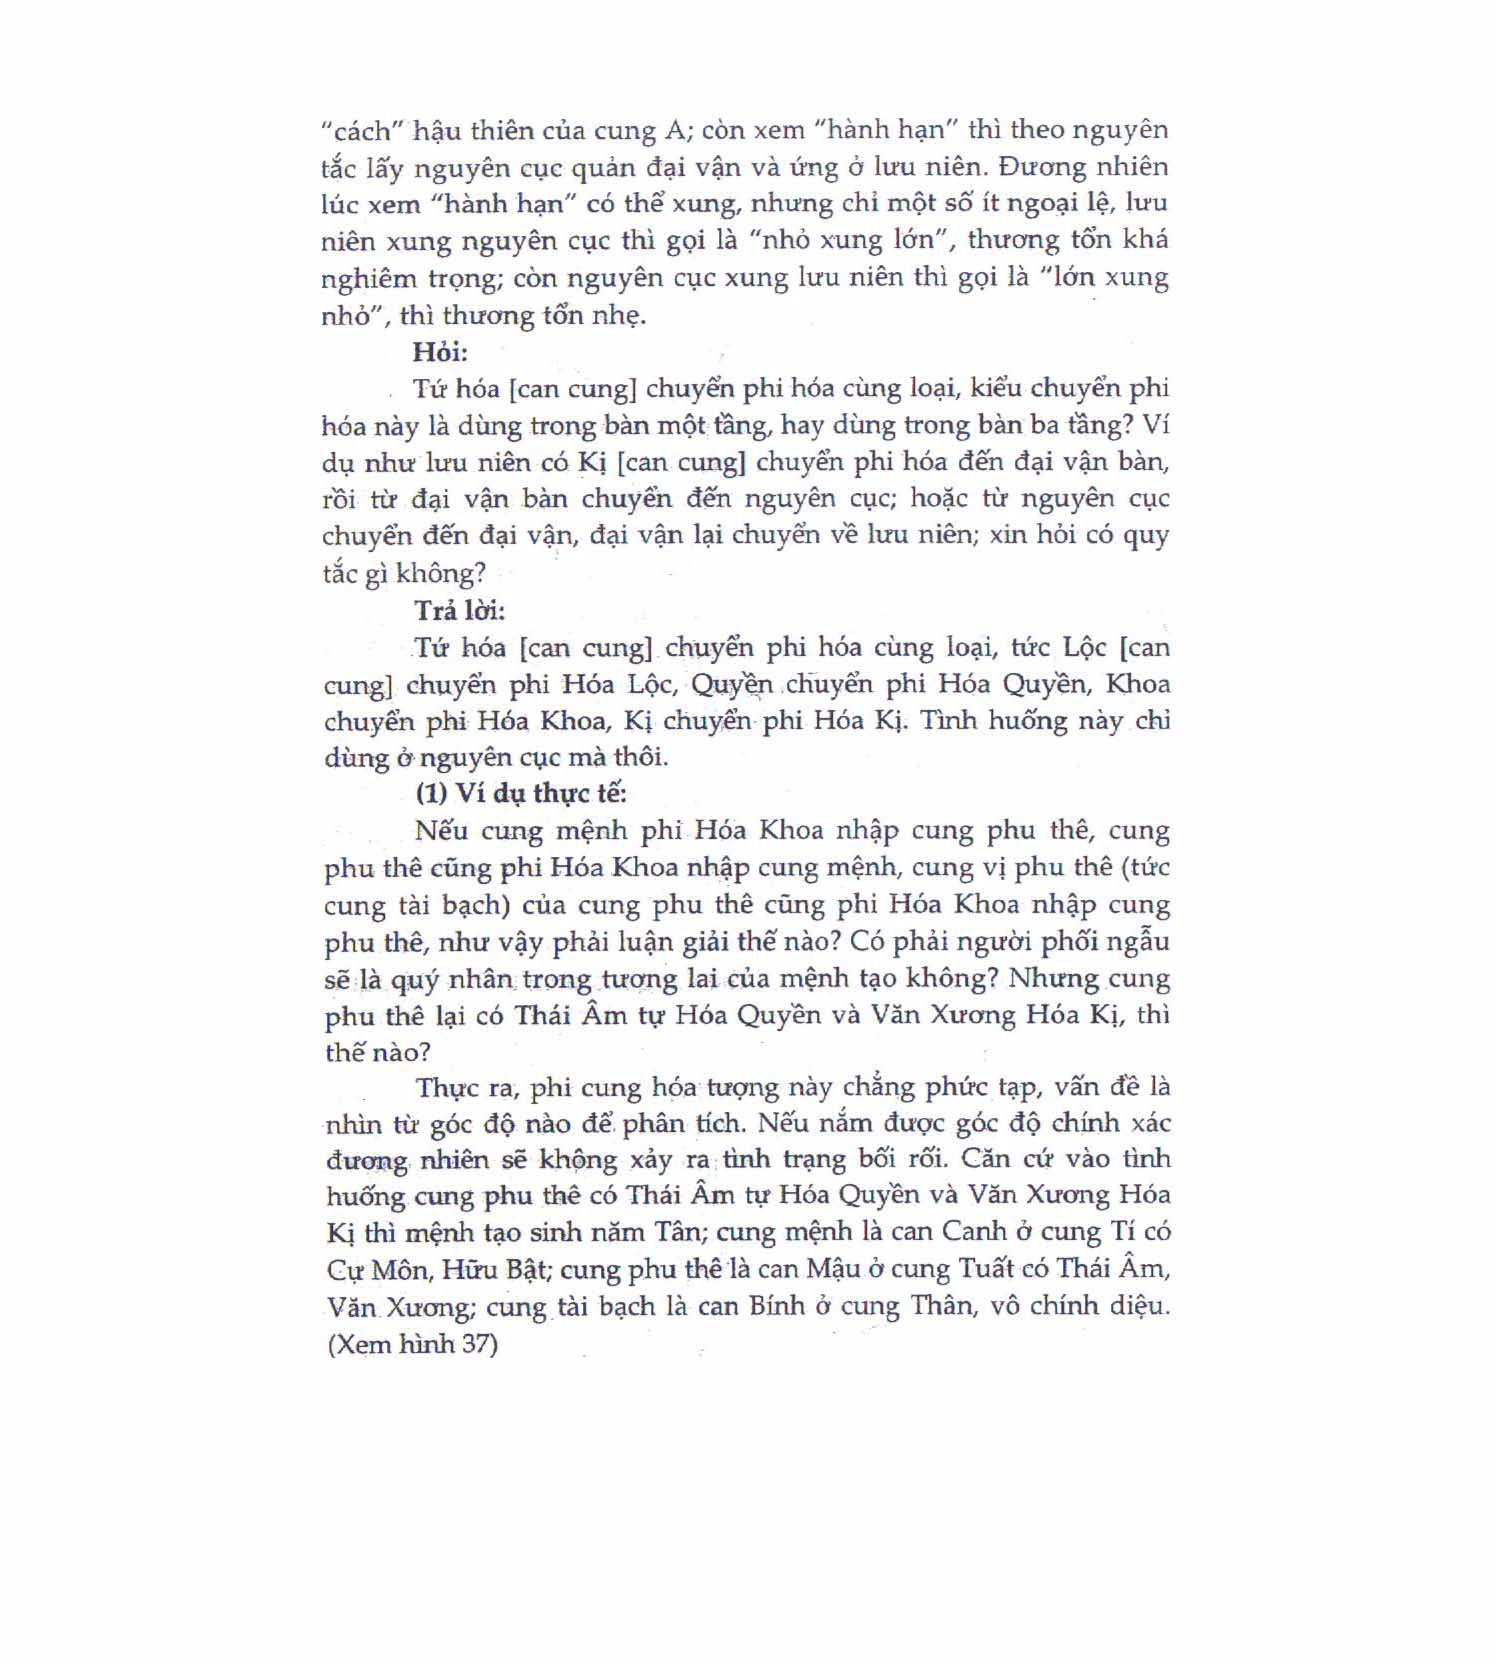 "cách" hậu thiên của cung A; còn xem "hành hạn" thì theo nguyên
tắc lấy nguyên cục quản đại vận và ứng ở lưu niên. Đương nhiên
lúc xem "hành hạn" có thể xung, nhưng chỉ một số ít ngoại lệ, lưu
niên xung nguyên cục thì gọi là "nhỏ xung lớn", thương tổn khá
nghiêm trọng; còn nguyên cục xung lưu niên thì gọi là "lớn xung
nhỏ", thì thương tổn nhẹ.
Hỏi:
Tứ hóa [can cung] chuyển phi hóa cùng loại, kiểu chuyển phi
hóa này là dùng trong bàn một tầng, hay dùng trong bàn ba tầng? Ví
dụ như lưu niên có Kị [can cung] chuyển phi hóa đến đại vận bàn,
rồi từ đại vận bàn chuyển đến nguyên cục; hoặc từ nguyên cục
chuyển đến đại vận, đại vận lại chuyển về lưu niên; xin hỏi có quy
tắc gì không?
Trả lời:
Tứ hóa [can cung] chuyển phi hóa cùng loại, tức Lộc [can
cung] chuyển phi Hóa Lộc, Quyền chuyển phi Hóa Quyền, Khoa
chuyển phi Hóa Khoa, Kị chuyển phi Hóa Kị. Tình huống này chỉ
dùng ở nguyên cục mà thôi.
(1) Ví dụ thực tế:
Nếu cung mệnh phi Hóa Khoa nhập cung phu thê, cung
phu thê cũng phi Hóa Khoa nhập cung mệnh, cung vị phu thê (tức
cung tài bạch) của cung phu thê cũng phi Hóa Khoa nhập cung
phu thê, như vậy phải luận giải thế nào? Có phải người phối ngẫu
sẽ là quý nhân trong tương lai của mệnh tạo không? Nhưng cung
phu thê lại có Thái Âm tự Hóa Quyền và Văn Xương Hóa Kị, thì
thế nào?
Thực ra, phi cung hóa tượng này chẳng phức tạp, vấn đề là
nhìn từ góc độ nào để phân tích. Nếu nắm được góc độ chính xác
đương nhiên sẽ không xảy ra tình trạng bối rối. Căn cứ vào tình
huống cung phu thê có Thái Âm tự Hóa Quyền và Văn Xương Hóa
Kị thì mệnh tạo sinh năm Tân; cung mệnh là can Canh ở cung Tí có
Cự Môn, Hữu Bật; cung phu thê là can Mậu ở cung Tuất có Thái Âm,
Văn Xương; cung tài bạch là can Bính ở cung Thân, vô chính diệu.
(Xem hình 37)